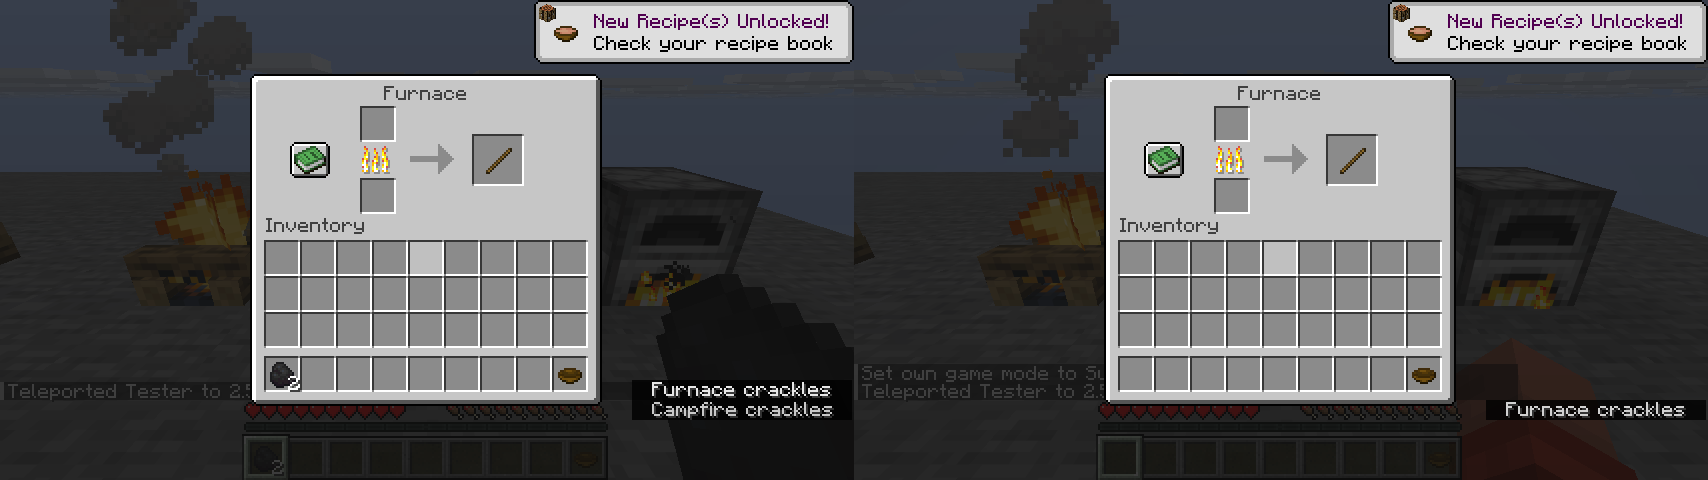 New Recipe(s) Unlocked!
Check your recipe book
Furnace
Inventory
2
Teleported Tester to 2.5
Furnace crackles
Campfire crackles
2
New Recipe(s) Unlocked!
Check your recipe book
Furnace
Inventory
Set own game mode to Su
Teleported Tester to 2.5
Furnace crackles